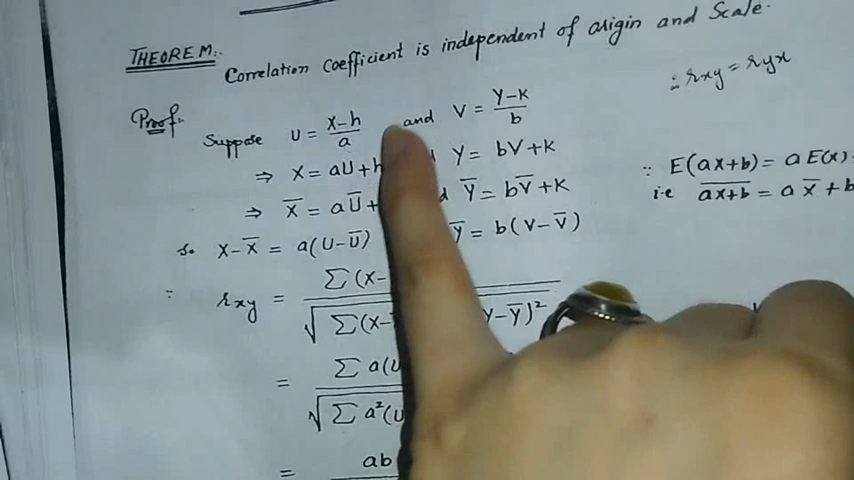 THEOREM:- Correlation coefficient is independent of origin and Scale.
∴ rxy = ryx
Proof- Suppose U = X-h/a and V = Y-K/b
⇒ X = aU+h Y = bV+K
∵ E(ax+b) = a E(x)
⇒ X̅ = aU̅+ Y̅ = bV̅+K
i.e ax+b = a x̅ + b
so X-X̅ = a(U-U̅) Y̅ = b(V-V̅)
∵ rxy = Σ(X- / √Σ(X- Y-Y̅)²
= Σ a(U / √Σ a²(U
= ab